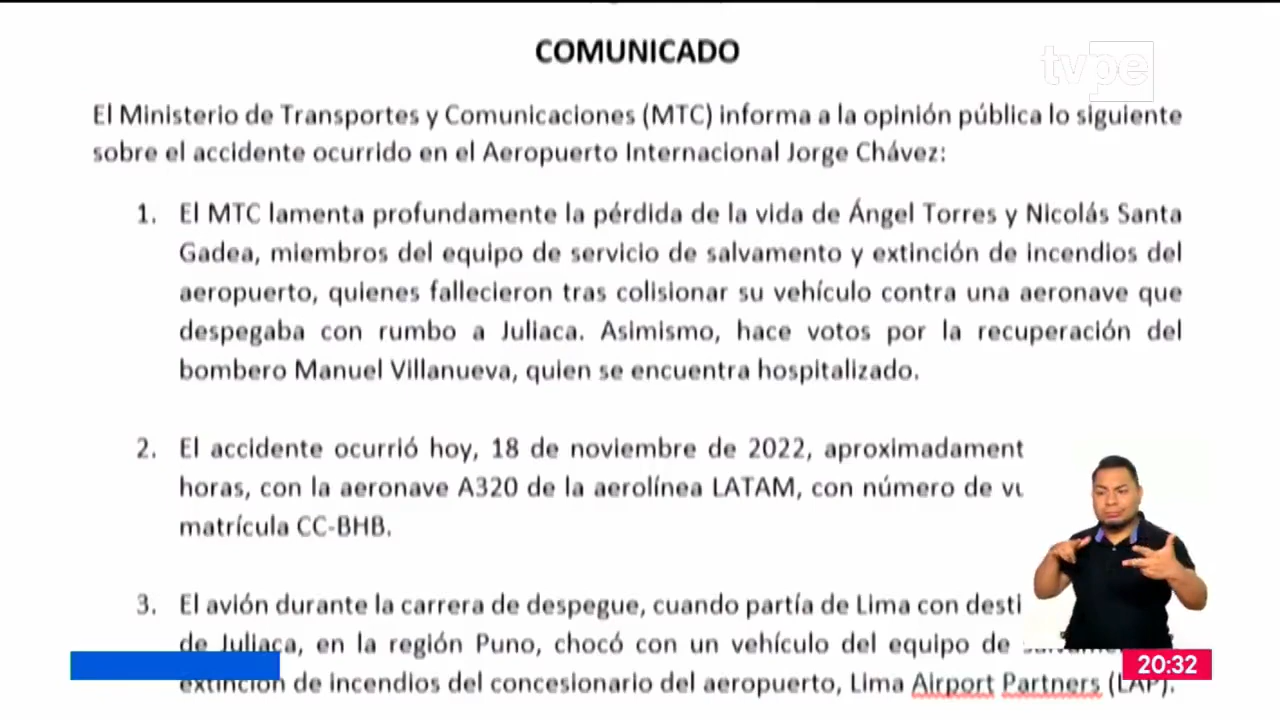 COMUNICADO
tvpe
El Ministerio de Transportes y Comunicaciones (MTC) informa a la opinión pública lo siguiente
sobre el accidente ocurrido en el Aeropuerto Internacional Jorge Chávez:
1. El MTC lamenta profundamente la pérdida de la vida de Ángel Torres y Nicolás Santa
Gadea, miembros del equipo de servicio de salvamento y extinción de incendios del
aeropuerto, quienes fallecieron tras colisionar su vehículo contra una aeronave que
despegaba con rumbo a Juliaca. Asimismo, hace votos por la recuperación del
bombero Manuel Villanueva, quien se encuentra hospitalizado.
2. El accidente ocurrió hoy, 18 de noviembre de 2022, aproximadament
horas, con la aeronave A320 de la aerolínea LATAM, con número de
matrícula CC-BHB.
3. El avión durante la carrera de despegue, cuando partía de Lima con desti
de Juliaca, en la región Puno, chocó con un vehículo del equipo de
extinción de incendios del concesionario del aeropuerto, Lima Airport Partners (LAP).
20:32